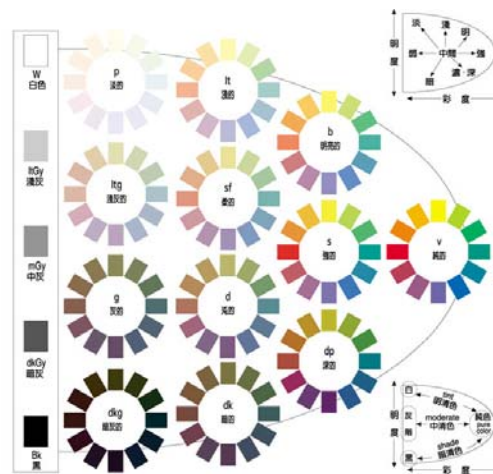 W
白色
ltGy
淺灰
mGy
中灰
dkGy
暗灰
Bk
黑
p
淡的
lt
淺的
b
明亮的
ltg
淺灰的
sf
柔的
s
強的
v
純的
g
灰的
d
沌的
dp
深的
dkg
暗灰的
dk
暗的
淡
淺
明
弱
中間
強
暗
濃·深
明度
彩度
白
灰階
黑
tint
明清色
moderate
中清色
shade
暗清色
純色
pure
color
明度
彩度